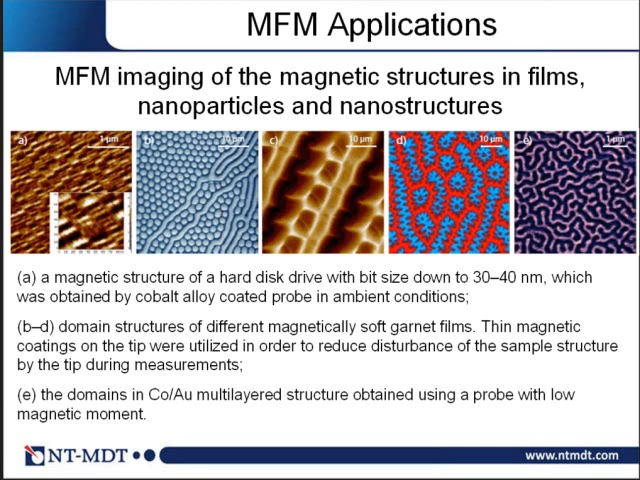 MFM Applications
MFM imaging of the magnetic structures in films,
nanoparticles and nanostructures
a) 1 µm b) 10 µm c) 10 µm d) 10 µm e) 1 µm
(a) a magnetic structure of a hard disk drive with bit size down to 30–40 nm, which
was obtained by cobalt alloy coated probe in ambient conditions;
(b–d) domain structures of different magnetically soft garnet films. Thin magnetic
coatings on the tip were utilized in order to reduce disturbance of the sample structure
by the tip during measurements;
(e) the domains in Co/Au multilayered structure obtained using a probe with low
magnetic moment.
NT-MDT www.ntmdt.com